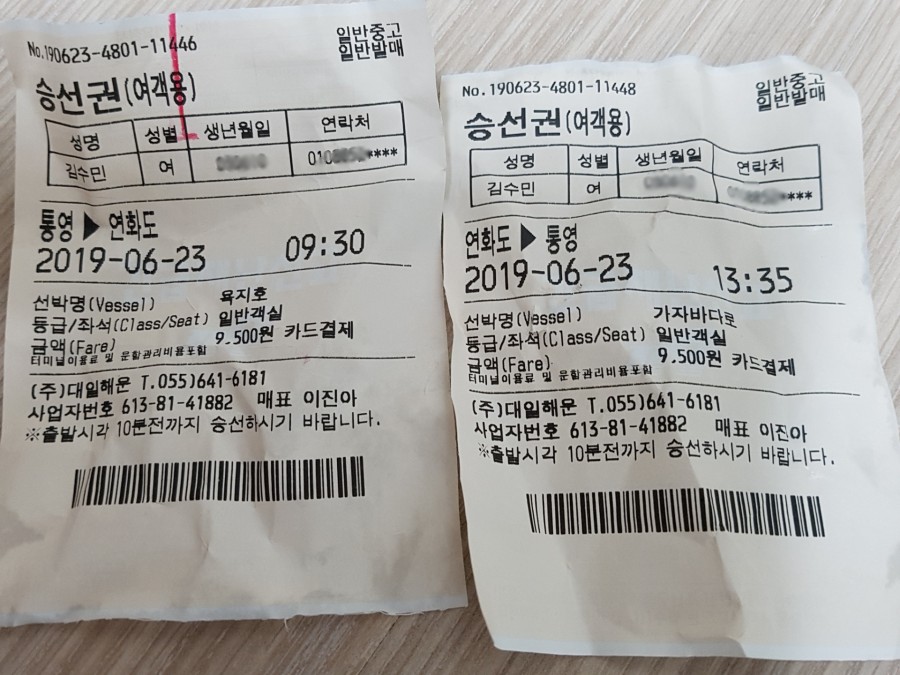 No.190623-4801-11446
일반중고
일반발매
승선권(여객용)
성명 성별 생년월일 연락처
김수민 여 010****
통영 ▶ 연화도
2019-06-23 09:30
선박명(Vessel) 욕지호
등급/좌석(Class/Seat) 일반객실
금액(Fare) 9,500원 카드결제
터미널이용료 및 운항관리비용포함
(주)대일해운 T.055)641-6181
사업자번호 613-81-41882 매표 이진아
※출발시각 10분전까지 승선하시기 바랍니다.
No.190623-4801-11448
일반중고
일반발매
승선권(여객용)
성명 성별 생년월일 연락처
김수민 여 ****
연화도 ▶ 통영
2019-06-23 13:35
선박명(Vessel) 가자바다로
등급/좌석(Class/Seat) 일반객실
금액(Fare) 9,500원 카드결제
터미널이용료 및 운항관리비용포함
(주)대일해운 T.055)641-6181
사업자번호 613-81-41882 매표 이진아
※출발시각 10분전까지 승선하시기 바랍니다.